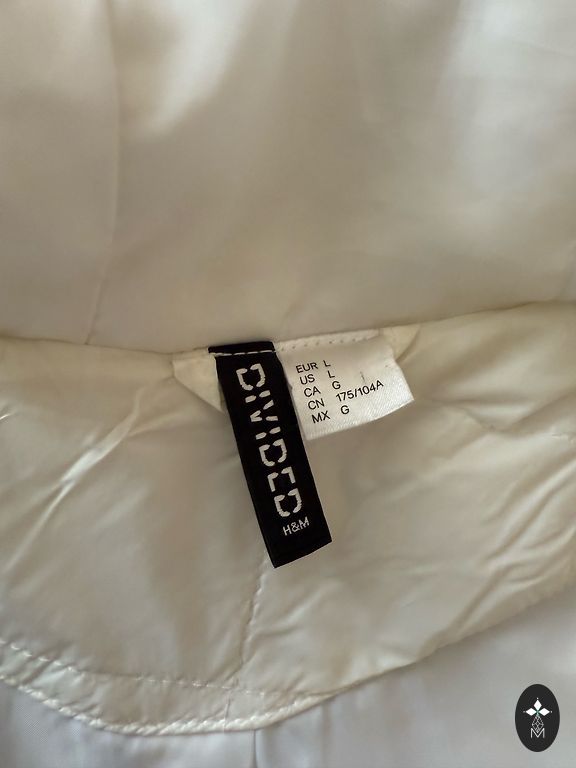 DIVIDED
H&M
EUR L
US L
CA G
CN 175/104A
MX G
M